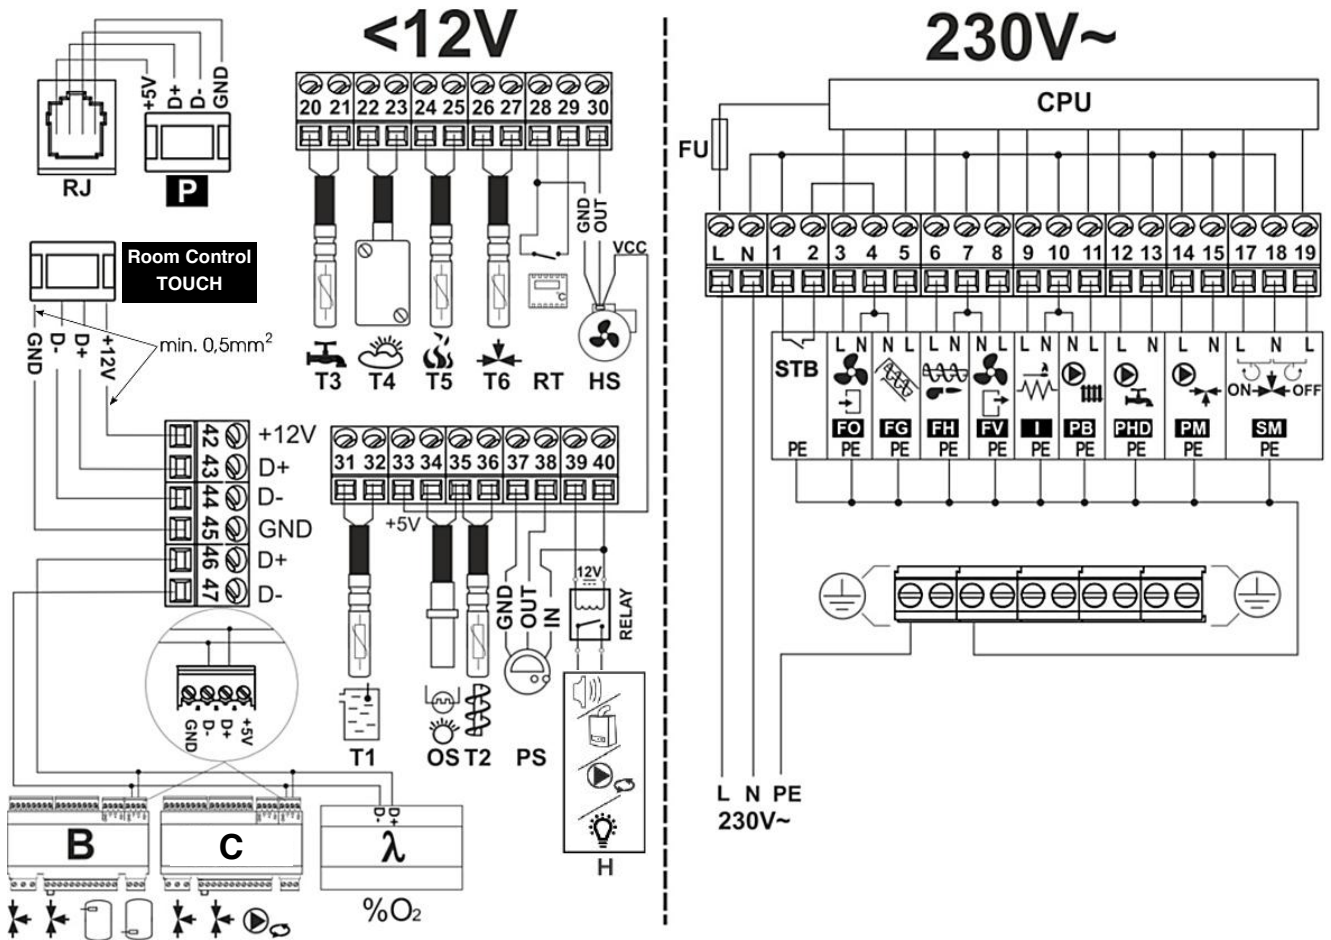 <12V
230V~
+5V D+ D- GND
RJ
P
20 21 22 23 24 25 26 27 28 29 30
GND OUT
VCC
°C
T3 T4 T5 T6 RT HS
Room Control
TOUCH
GND D- D+ +12V
min. 0,5mm²
42 +12V
43 D+
44 D-
45 GND
46 D+
47 D-
31 32 33 34 35 36 37 38 39 40
+5V
GND OUT IN
12V
RELAY
T1 OS T2 PS
H
GND D- D+ +5V
B
C
D- D+
λ
%O₂
CPU
FU
L N 1 2 3 4 5 6 7 8 9 10 11 12 13 14 15 17 18 19
STB
L N N L L N N L L N N L L N L N L N L
ON OFF
FO FG FH FV I PB PHD PM SM
PE PE PE PE PE PE PE PE PE PE
L N PE
230V~